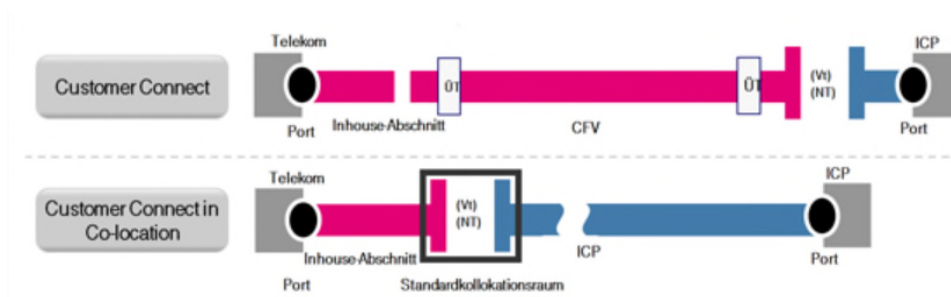 Telekom
ICP
Customer Connect
ÜT
ÜT
(Vt)
(NT)
Port
Inhouse-Abschnitt
CFV
Port
Telekom
ICP
Customer Connect in
Co-location
(Vt)
(NT)
Inhouse-Abschnitt
ICP
Port
Port
Standardkollokationsraum